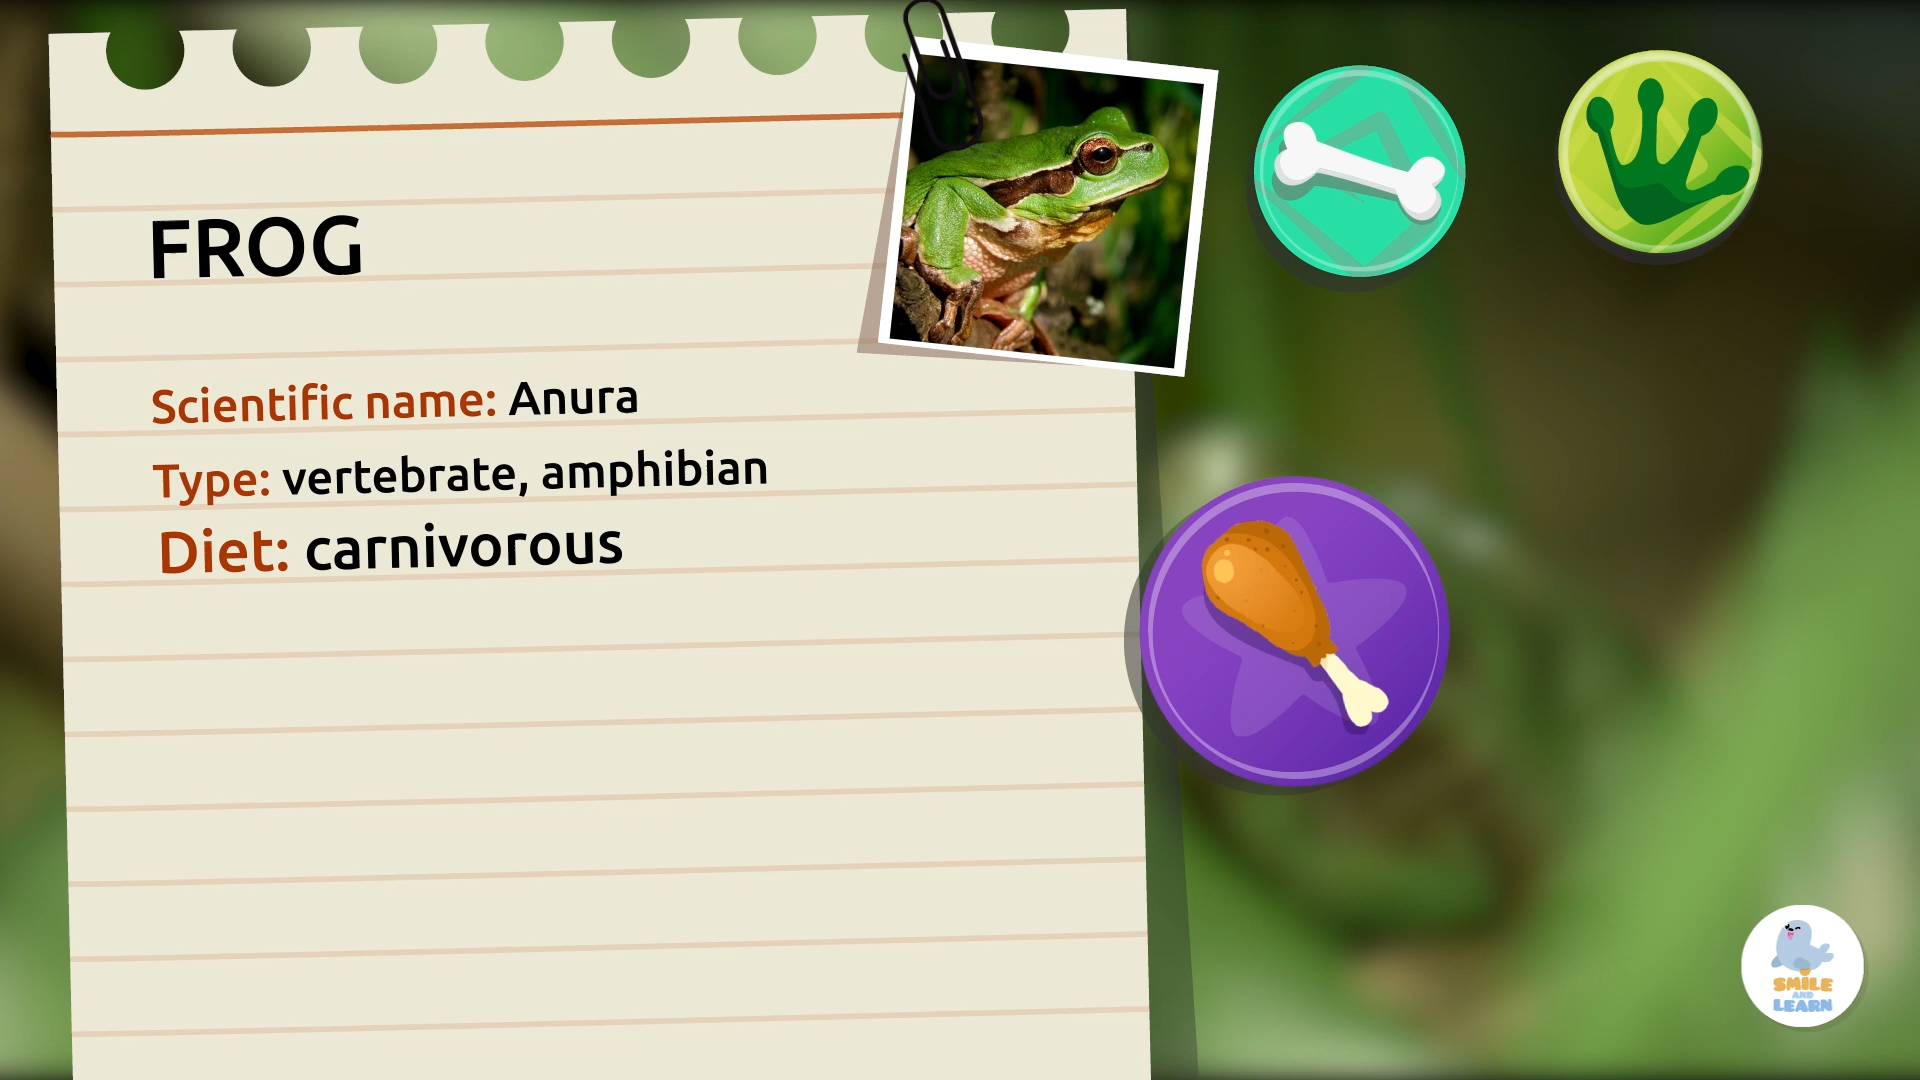 FROG
Scientific name: Anura
Type: vertebrate, amphibian
Diet: carnivorous
SMILE
AND
LEARN